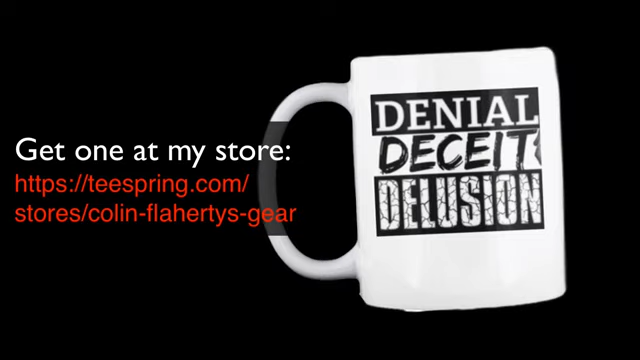 Get one at my store:
https://teespring.com/
stores/colin-flahertys-gear
DENIAL
DECEIT
DELUSION